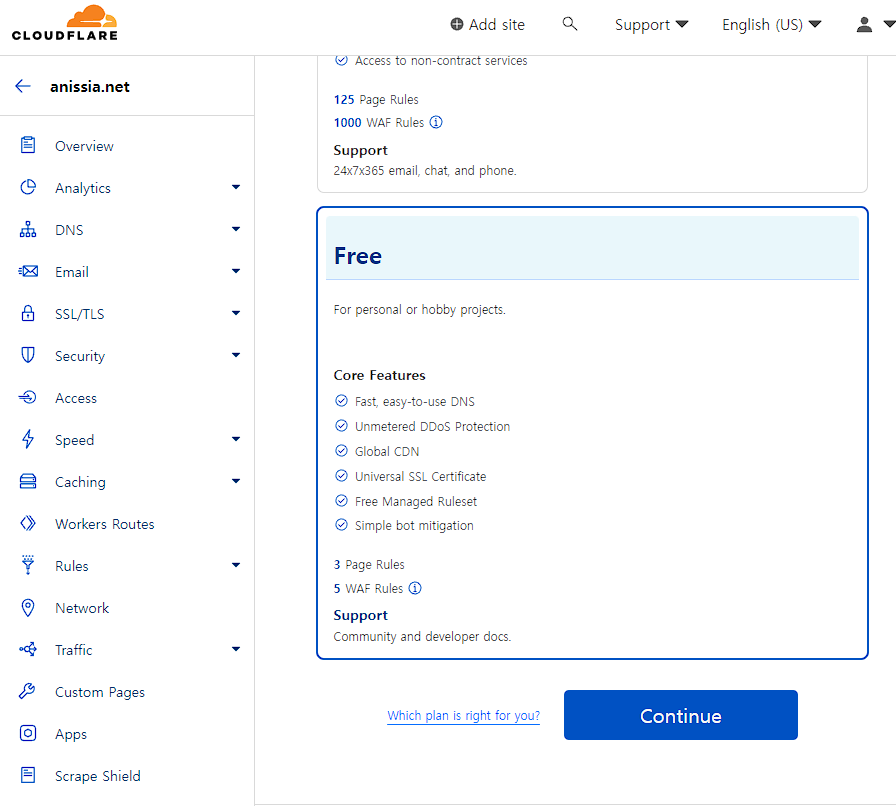 CLOUDFLARE
Add site
Support
English (US)
anissia.net
Overview
Analytics
DNS
Email
SSL/TLS
Security
Access
Speed
Caching
Workers Routes
Rules
Network
Traffic
Custom Pages
Apps
Scrape Shield
Access to non-contract services
125 Page Rules
1000 WAF Rules
Support
24x7x365 email, chat, and phone.
Free
For personal or hobby projects.
Core Features
Fast, easy-to-use DNS
Unmetered DDoS Protection
Global CDN
Universal SSL Certificate
Free Managed Ruleset
Simple bot mitigation
3 Page Rules
5 WAF Rules
Support
Community and developer docs.
Which plan is right for you?
Continue